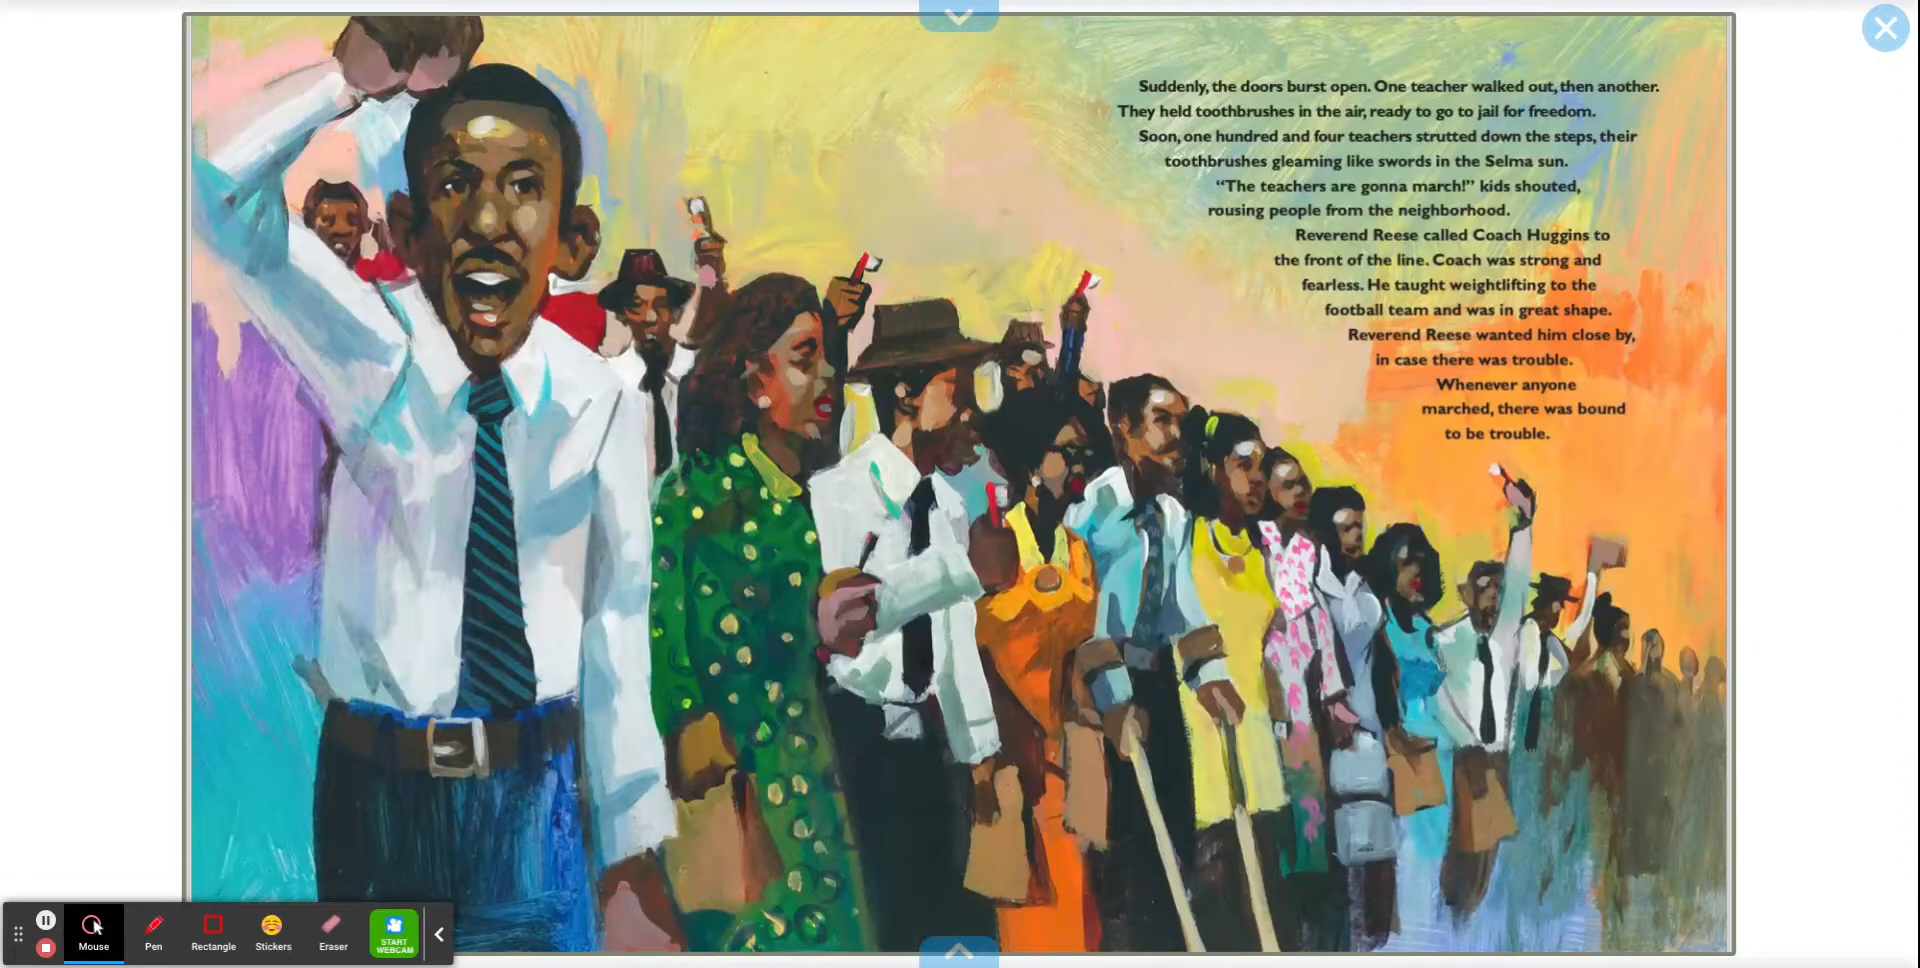 Suddenly, the doors burst open. One teacher walked out, then another.
They held toothbrushes in the air, ready to go to jail for freedom.
Soon, one hundred and four teachers strutted down the steps, their
toothbrushes gleaming like swords in the Selma sun.
“The teachers are gonna march!” kids shouted,
rousing people from the neighborhood.
Reverend Reese called Coach Huggins to
the front of the line. Coach was strong and
fearless. He taught weightlifting to the
football team and was in great shape.
Reverend Reese wanted him close by,
in case there was trouble.
Whenever anyone
marched, there was bound
to be trouble.
Mouse
Pen
Rectangle
Stickers
Eraser
START
WEBCAM